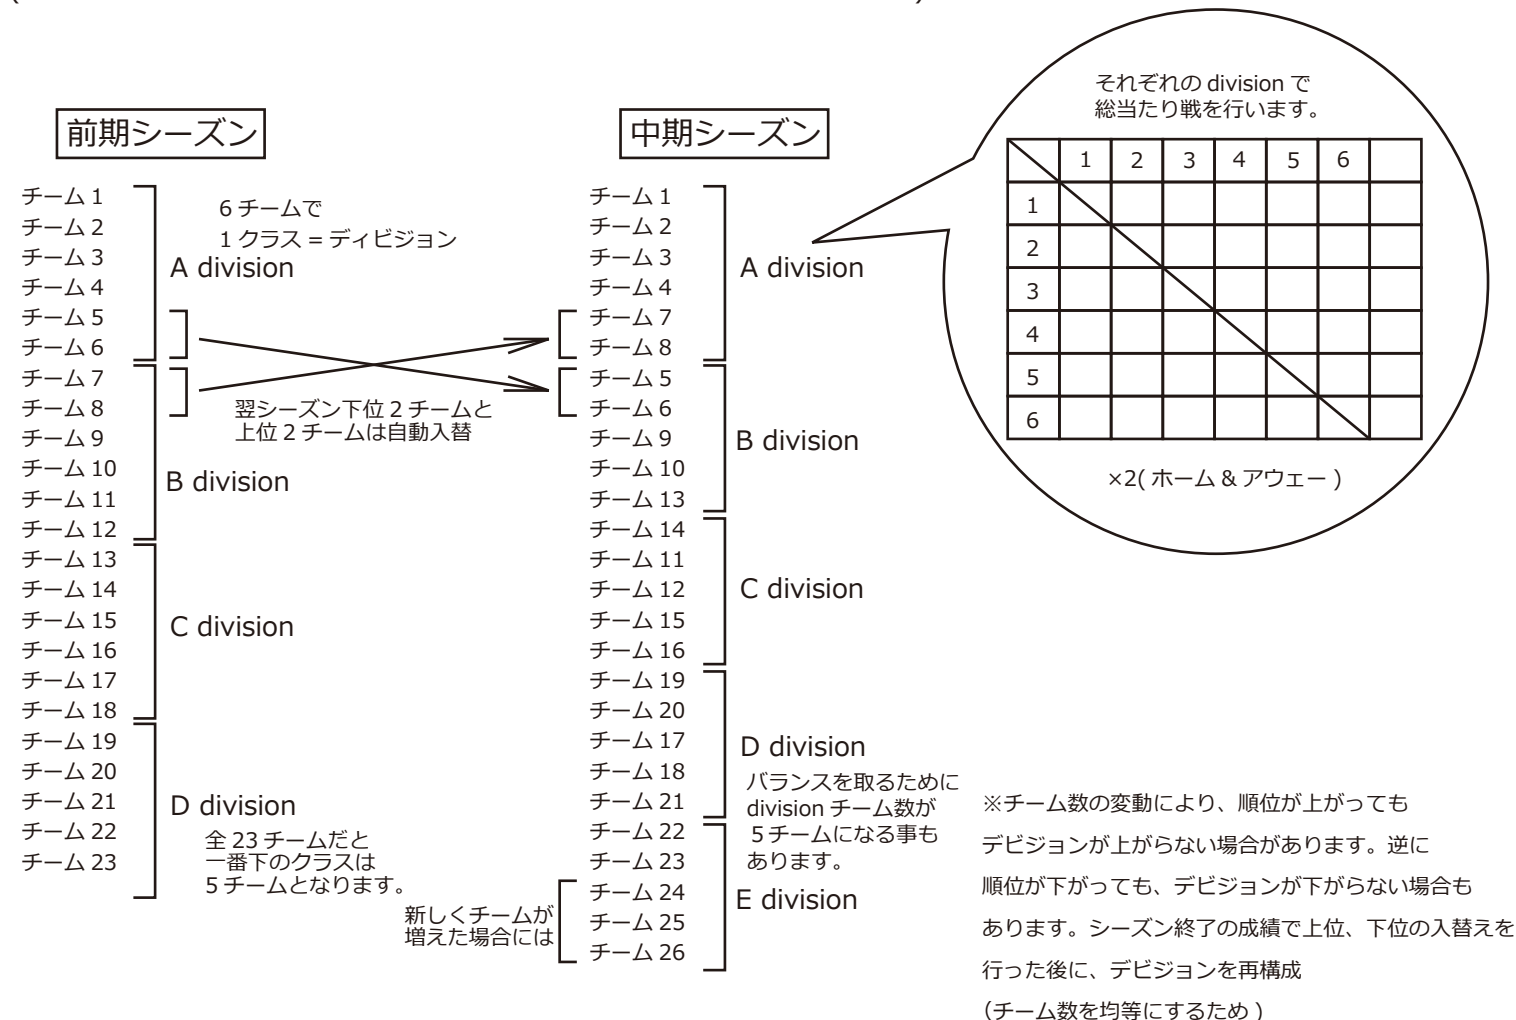 前期シーズン
チーム 1
チーム 2
チーム 3
チーム 4
チーム 5
チーム 6
チーム 7
チーム 8
チーム 9
チーム 10
チーム 11
チーム 12
チーム 13
チーム 14
チーム 15
チーム 16
チーム 17
チーム 18
チーム 19
チーム 20
チーム 21
チーム 22
チーム 23
6 チームで
1 クラス = ディビジョン
A division
翌シーズン下位 2 チームと
上位 2 チームは自動入替
B division
C division
D division
全 23 チームだと
一番下のクラスは
5 チームとなります。
新しくチームが
増えた場合には
中期シーズン
チーム 1
チーム 2
チーム 3
チーム 4
チーム 7
チーム 8
チーム 5
チーム 6
チーム 9
チーム 10
チーム 13
チーム 14
チーム 11
チーム 12
チーム 15
チーム 16
チーム 19
チーム 20
チーム 17
チーム 18
チーム 21
チーム 22
チーム 23
チーム 24
チーム 25
チーム 26
A division
B division
C division
D division
バランスを取るために
division チーム数が
5 チームになる事も
あります。
E division
それぞれの division で
総当たり戦を行います。
1 2 3 4 5 6
1
2
3
4
5
6
×2( ホーム & アウェー )
※チーム数の変動により、順位が上がっても
デビジョンが上がらない場合があります。逆に
順位が下がっても、デビジョンが下がらない場合も
あります。シーズン終了の成績で上位、下位の入替えを
行った後に、デビジョンを再構成
（チーム数を均等にするため )